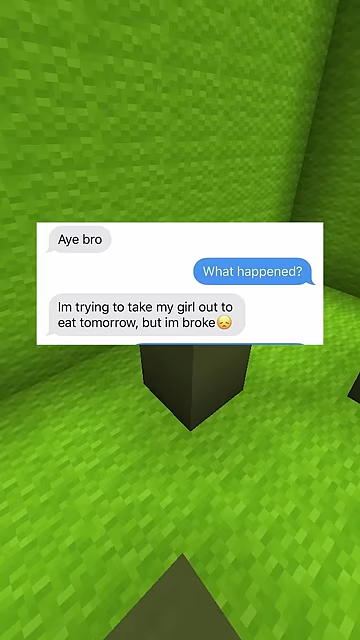 Aye bro
What happened?
Im trying to take my girl out to
eat tomorrow, but im broke😞